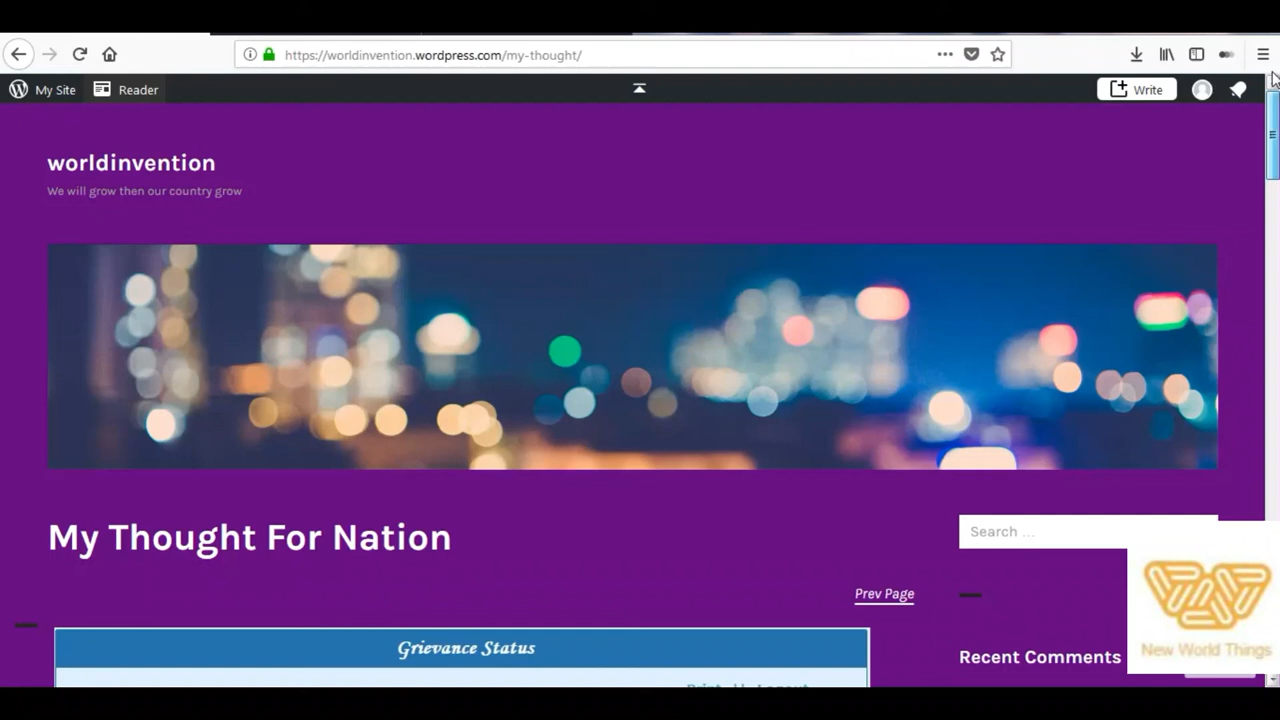 https://worldinvention.wordpress.com/my-thought/
My Site
Reader
Write
worldinvention
We will grow then our country grow
My Thought For Nation
Search ...
Prev Page
Grievance Status
Recent Comments
New World Things